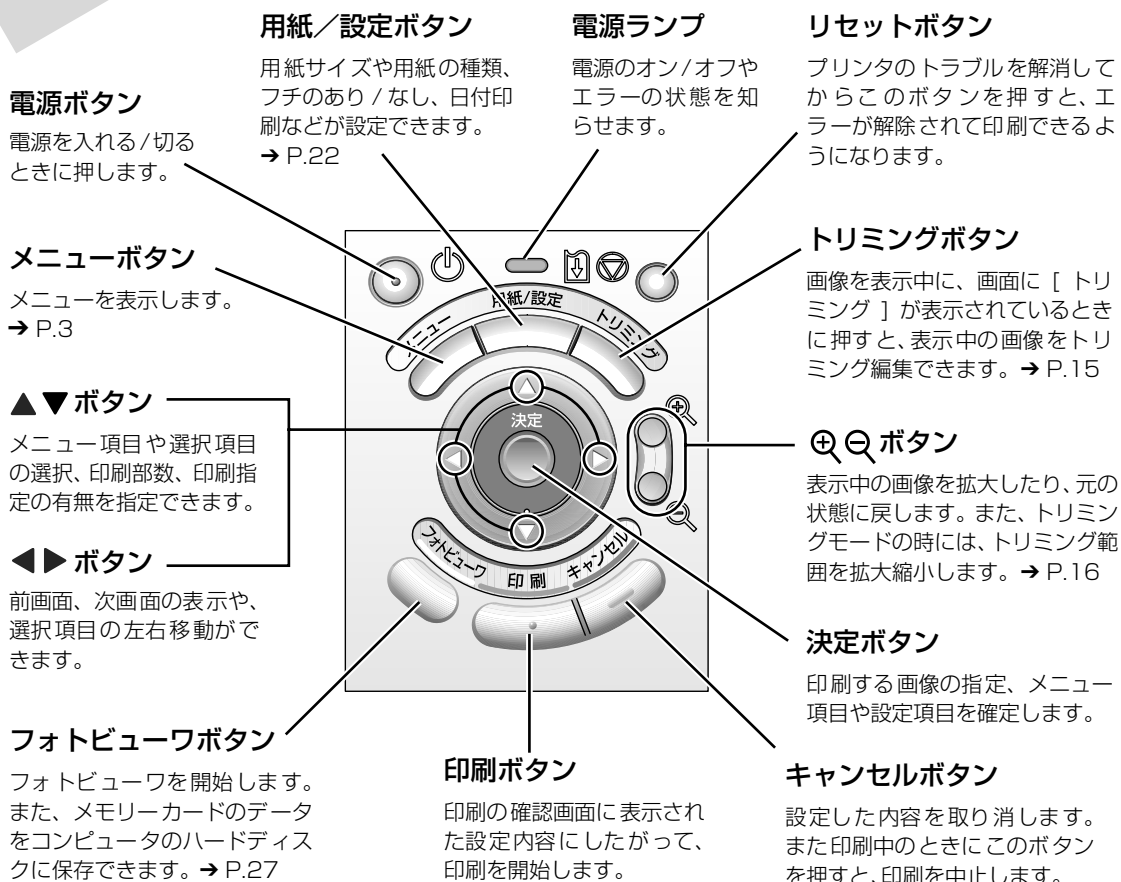 用紙／設定ボタン
用紙サイズや用紙の種類、
フチのあり / なし、日付印
刷などが設定できます。
➔ P.22
電源ランプ
電源のオン/オフや
エラーの状態を知
らせます。
リセットボタン
プリンタのトラブルを解消して
からこのボタンを押すと、エ
ラーが解除されて印刷できるよ
うになります。
電源ボタン
電源を入れる/切る
ときに押します。
メニューボタン
メニューを表示します。
➔ P.3
▲▼ ボタン
メニュー項目や選択項目
の選択、印刷部数、印刷指
定の有無を指定できます。
◀▶ ボタン
前画面、次画面の表示や、
選択項目の左右移動がで
きます。
フォトビューワボタン
フォトビューワを開始します。
また、メモリーカードのデータ
をコンピュータのハードディス
クに保存できます。➔ P.27
メニュー
用紙/設定
トリミング
決定
フォトビューワ
印刷
キャンセル
印刷ボタン
印刷の確認画面に表示され
た設定内容にしたがって、
印刷を開始します。
トリミングボタン
画像を表示中に、画面に［ トリ
ミング ］が表示されているとき
に押すと、表示中の画像をトリ
ミング編集できます。➔ P.15
ボタン
表示中の画像を拡大したり、元の
状態に戻します。また、トリミン
グモードの時には、トリミング範
囲を拡大縮小します。➔ P.16
決定ボタン
印刷する画像の指定、メニュー
項目や設定項目を確定します。
キャンセルボタン
設定した内容を取り消します。
また印刷中のときにこのボタン
を押すと、印刷を中止します。